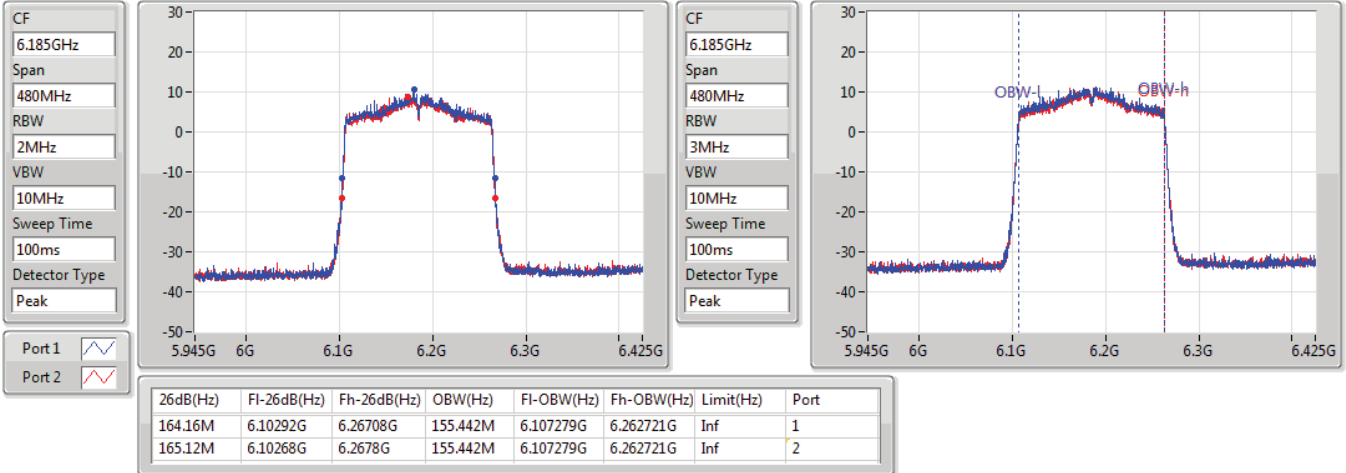 CF
6.185GHz
Span
480MHz
RBW
2MHz
VBW
10MHz
Sweep Time
100ms
Detector Type
Peak
Port 1
Port 2
30
20
10
0
-10
-20
-30
-40
-50
5.945G 6G 6.1G 6.2G 6.3G 6.425G
CF
6.185GHz
Span
480MHz
RBW
3MHz
VBW
10MHz
Sweep Time
100ms
Detector Type
Peak
30
20
10
0
-10
-20
-30
-40
-50
OBW-l OBW-h
5.945G 6G 6.1G 6.2G 6.3G 6.425G
26dB(Hz) Fl-26dB(Hz) Fh-26dB(Hz) OBW(Hz) Fl-OBW(Hz) Fh-OBW(Hz) Limit(Hz) Port
164.16M 6.10292G 6.26708G 155.442M 6.107279G 6.262721G Inf 1
165.12M 6.10268G 6.2678G 155.442M 6.107279G 6.262721G Inf 2